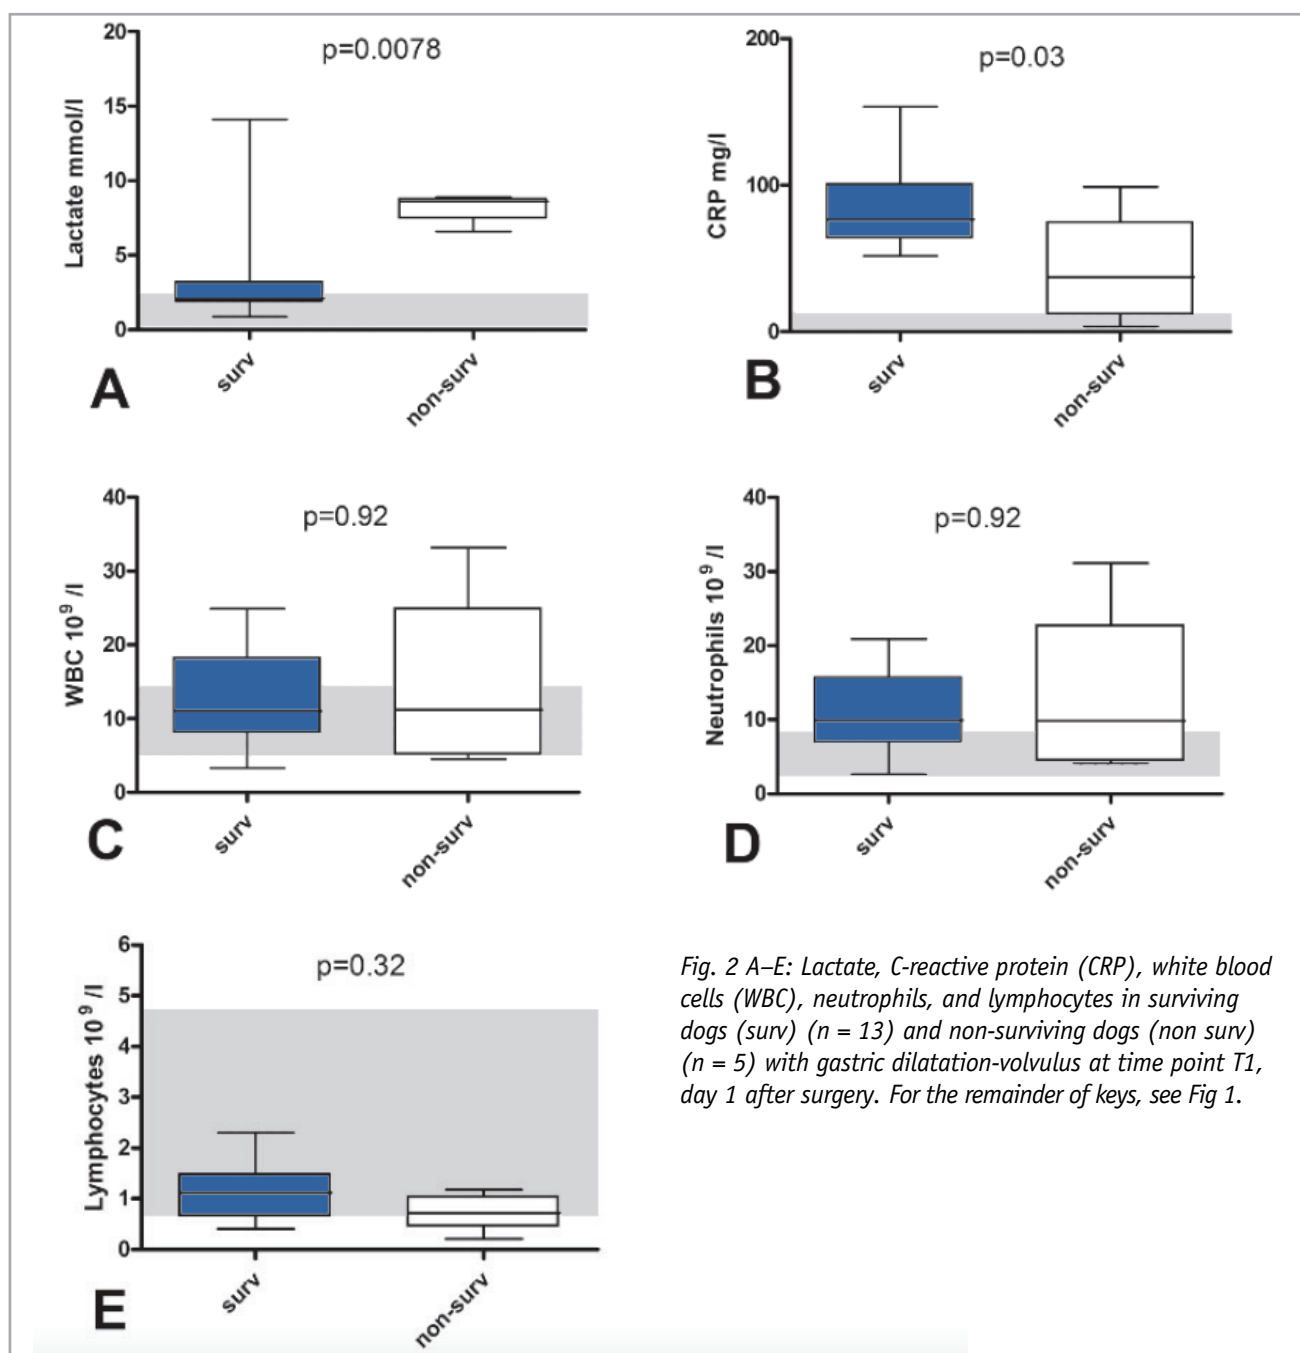 20
15
10
5
0
Lactate mmol/l
p=0.0078
surv
non-surv
A
200
100
0
CRP mg/l
p=0.03
surv
non-surv
B
40
30
20
10
0
WBC 10⁹ /l
p=0.92
surv
non-surv
C
40
30
20
10
0
Neutrophils 10⁹ /l
p=0.92
surv
non-surv
D
6
5
4
3
2
1
0
Lymphocytes 10⁹ /l
p=0.32
surv
non-surv
E
Fig. 2 A–E: Lactate, C-reactive protein (CRP), white blood
cells (WBC), neutrophils, and lymphocytes in surviving
dogs (surv) (n = 13) and non-surviving dogs (non surv)
(n = 5) with gastric dilatation-volvulus at time point T1,
day 1 after surgery. For the remainder of keys, see Fig 1.